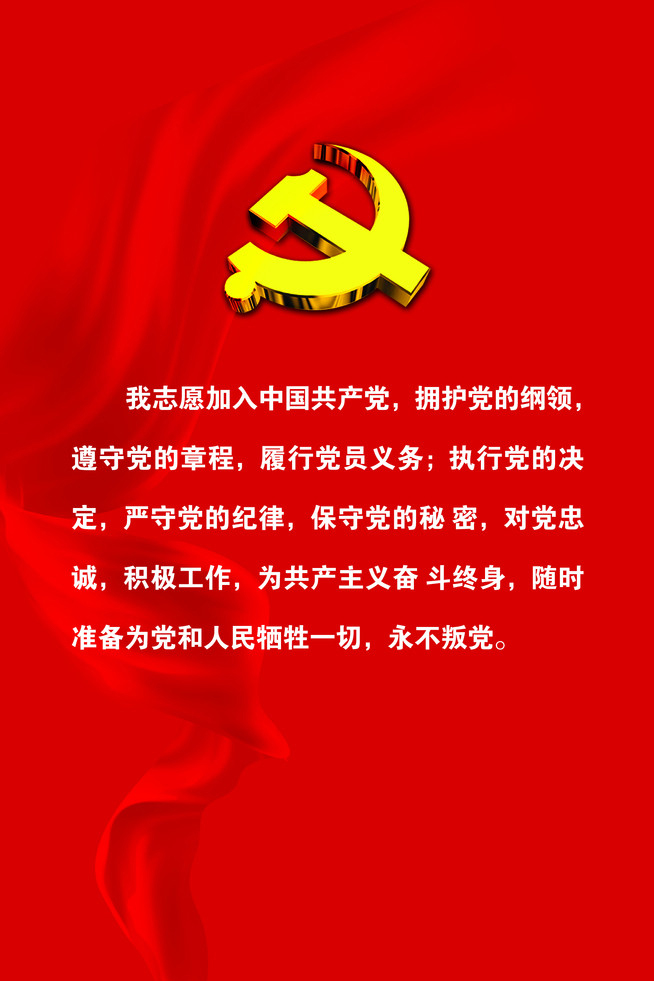 我志愿加入中国共产党，拥护党的纲领，
遵守党的章程，履行党员义务；执行党的决
定，严守党的纪律，保守党的秘 密，对党忠
诚，积极工作，为共产主义奋 斗终身，随时
准备为党和人民牺牲一切，永不叛党。